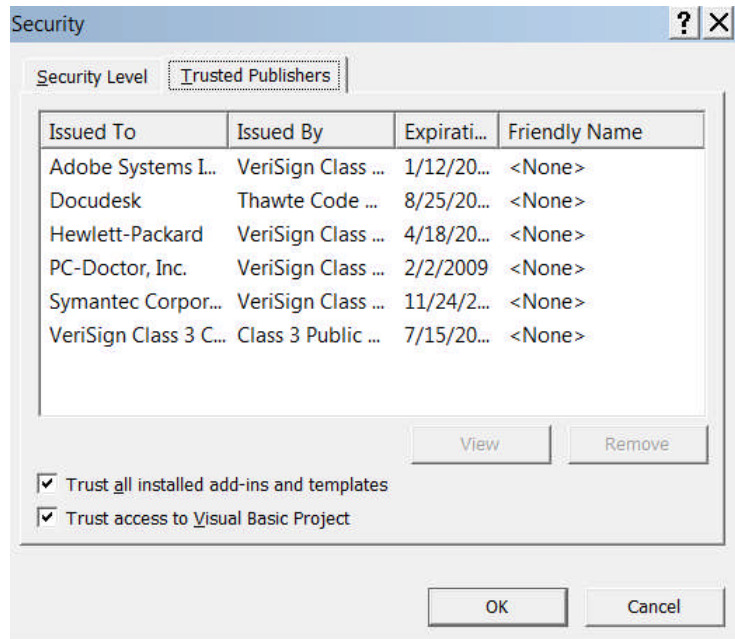 Security
Security Level Trusted Publishers
Issued To Issued By Expirati... Friendly Name
Adobe Systems I... VeriSign Class ... 1/12/20... <None>
Docudesk Thawte Code ... 8/25/20... <None>
Hewlett-Packard VeriSign Class ... 4/18/20... <None>
PC-Doctor, Inc. VeriSign Class ... 2/2/2009 <None>
Symantec Corpor... VeriSign Class ... 11/24/2... <None>
VeriSign Class 3 C... Class 3 Public ... 7/15/20... <None>
View Remove
Trust all installed add-ins and templates
Trust access to Visual Basic Project
OK Cancel